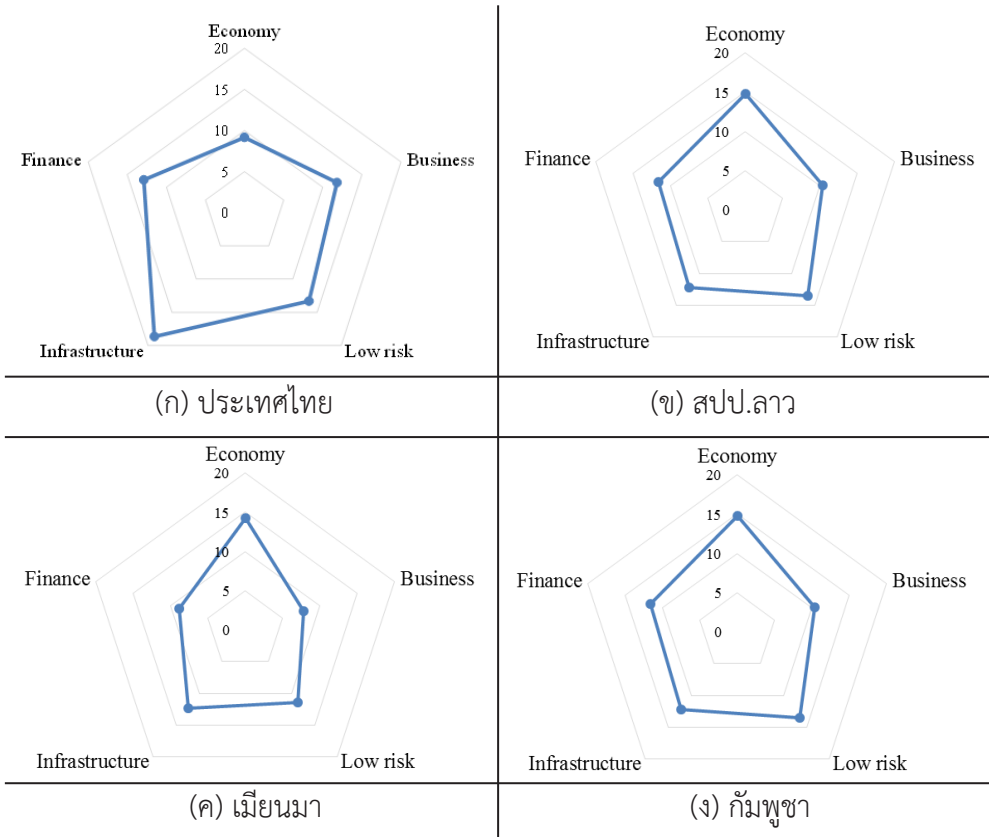 Economy
20
15
10
5
0
Finance
Business
Infrastructure
Low risk
(ก) ประเทศไทย
Economy
20
15
10
5
0
Finance
Business
Infrastructure
Low risk
(ข) สปป.ลาว
Economy
20
15
10
5
0
Finance
Business
Infrastructure
Low risk
(ค) เมียนมา
Economy
20
15
10
5
0
Finance
Business
Infrastructure
Low risk
(ง) กัมพูชา